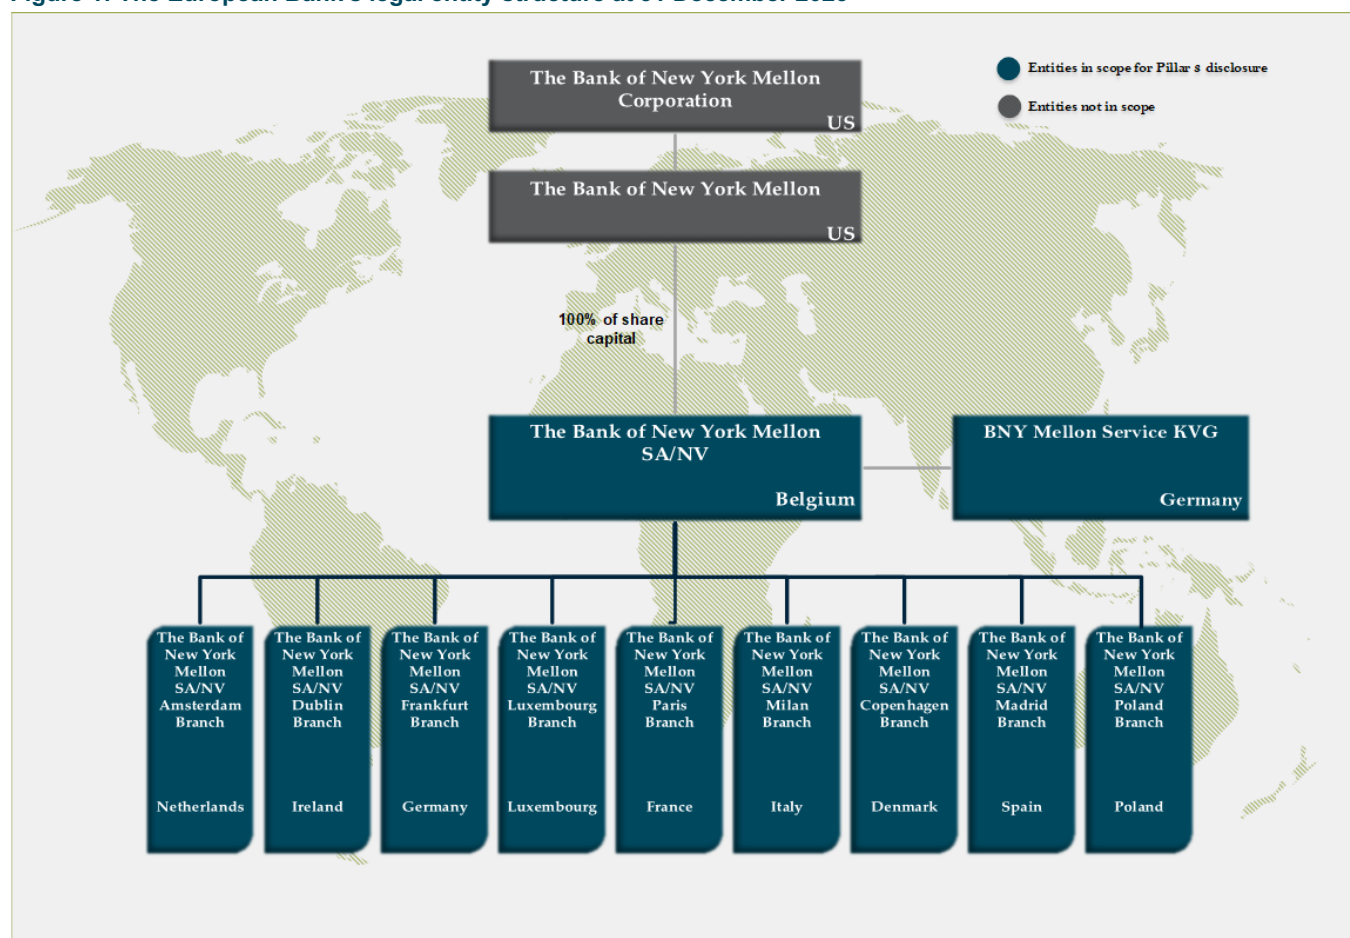 The Bank of New York Mellon
Corporation
US
Entities in scope for Pillar 3 disclosure
Entities not in scope
The Bank of New York Mellon
US
100% of share
capital
The Bank of New York Mellon
SA/NV
Belgium
BNY Mellon Service KVG
Germany
The Bank of
New York
Mellon
SA/NV
Amsterdam
Branch
Netherlands
The Bank of
New York
Mellon
SA/NV
Dublin
Branch
Ireland
The Bank of
New York
Mellon
SA/NV
Frankfurt
Branch
Germany
The Bank of
New York
Mellon
SA/NV
Luxembourg
Branch
Luxembourg
The Bank of
New York
Mellon
SA/NV
Paris
Branch
France
The Bank of
New York
Mellon
SA/NV
Milan
Branch
Italy
The Bank of
New York
Mellon
SA/NV
Copenhagen
Branch
Denmark
The Bank of
New York
Mellon
SA/NV
Madrid
Branch
Spain
The Bank of
New York
Mellon
SA/NV
Poland
Branch
Poland